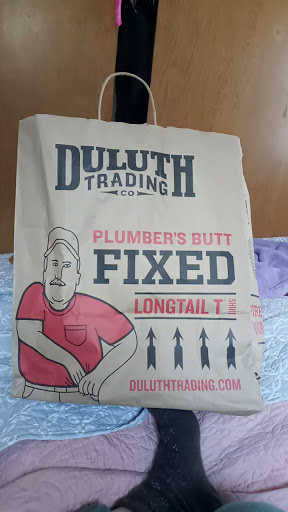 DULUTH
TRADING
CO
PLUMBER'S BUTT
FIXED
LONGTAIL T SHIRTS
DULUTHTRADING.COM